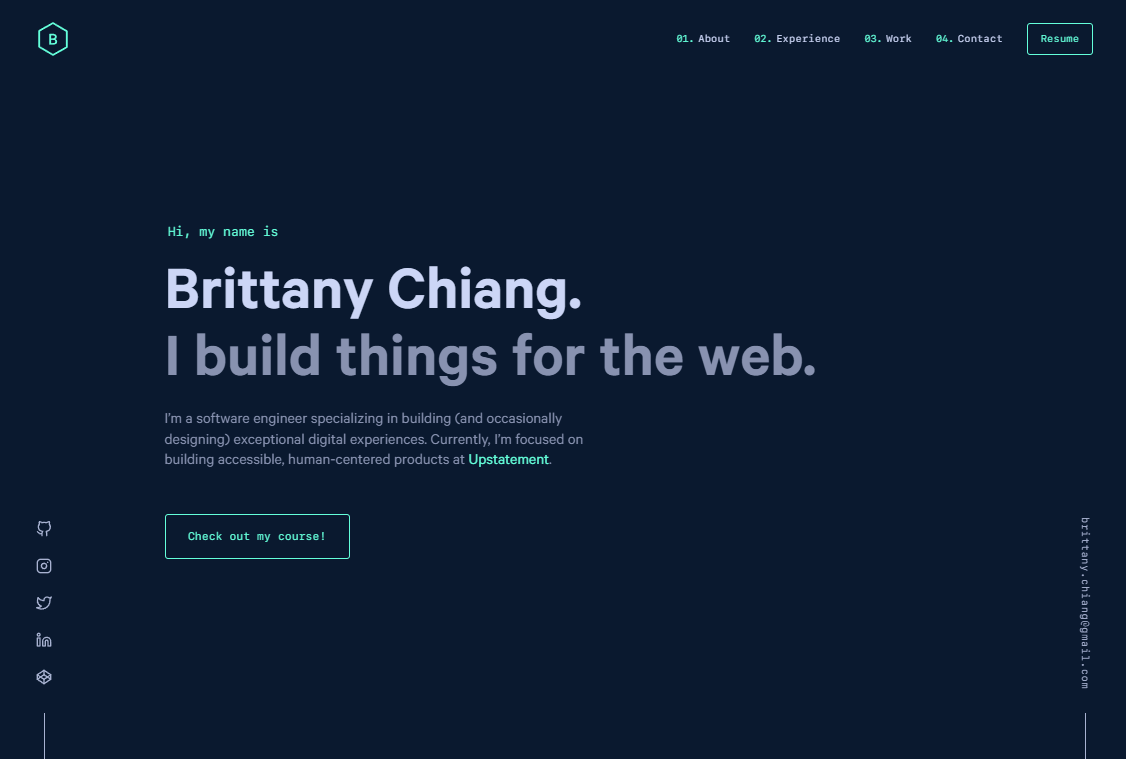 B
01. About 02. Experience 03. Work 04. Contact Resume
Hi, my name is
Brittany Chiang.
I build things for the web.
I'm a software engineer specializing in building (and occasionally
designing) exceptional digital experiences. Currently, I'm focused on
building accessible, human-centered products at Upstatement.
Check out my course!
brittany.chiang@gmail.com